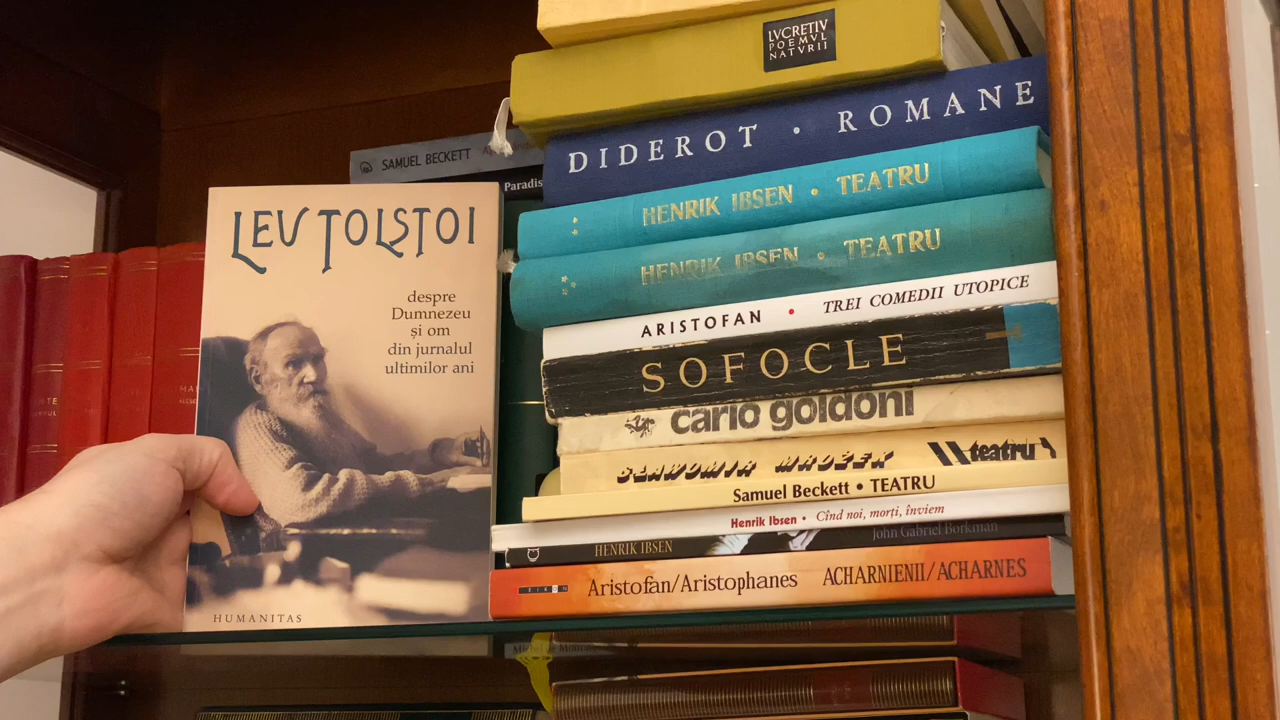 LEV TOLSTOI
despre
Dumnezeu
și om
din jurnalul
ultimilor ani
HUMANITAS
SAMUEL BECKETT
Paradis
LVCRETIV
POEMVL
NATVRII
DIDEROT • ROMANE
HENRIK IBSEN • TEATRU
HENRIK IBSEN • TEATRU
ARISTOFAN • TREI COMEDII UTOPICE
SOFOCLE
carlo goldoni
SLAWOMIR MROŻEK teatru
Samuel Beckett • TEATRU
Henrik Ibsen • Cînd noi, morți, înviem
HENRIK IBSEN John Gabriel Borkman
Aristofan/Aristophanes ACHARNIENII/ACHARNES